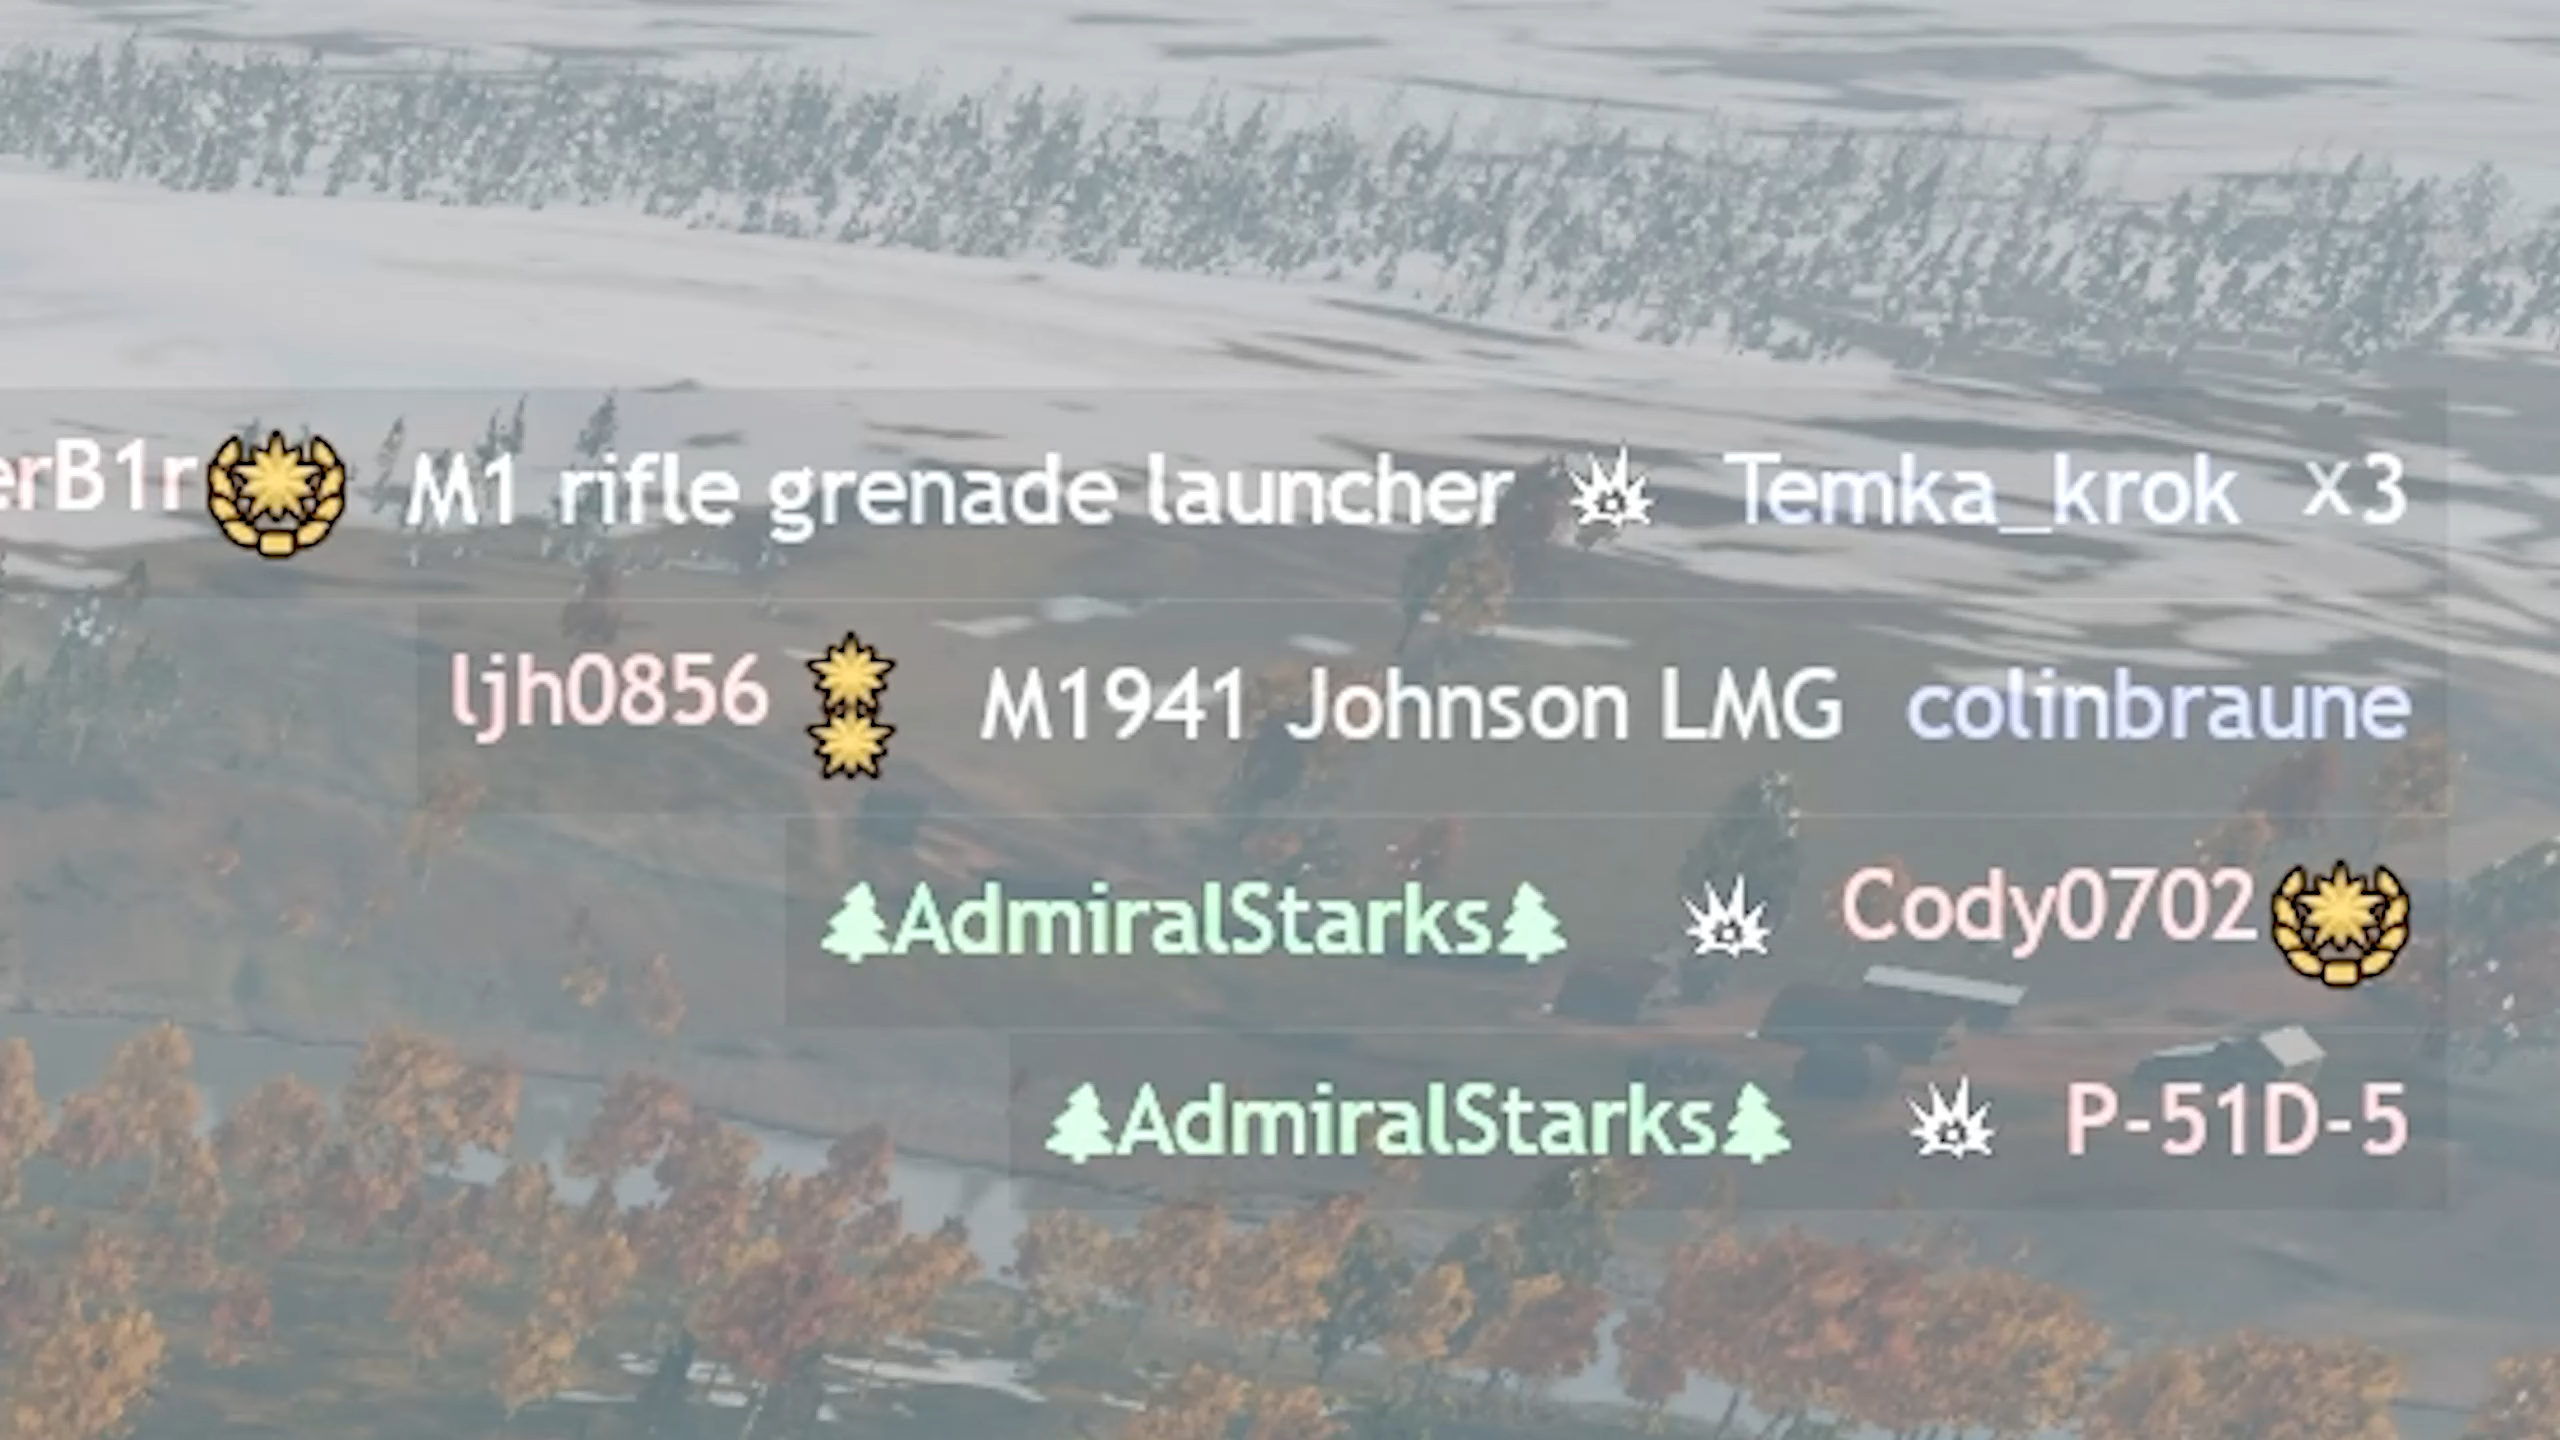 erB1r M1 rifle grenade launcher Temka_krok x3
ljh0856 M1941 Johnson LMG colinbraune
🌲AdmiralStarks🌲 Cody0702
🌲AdmiralStarks🌲 P-51D-5